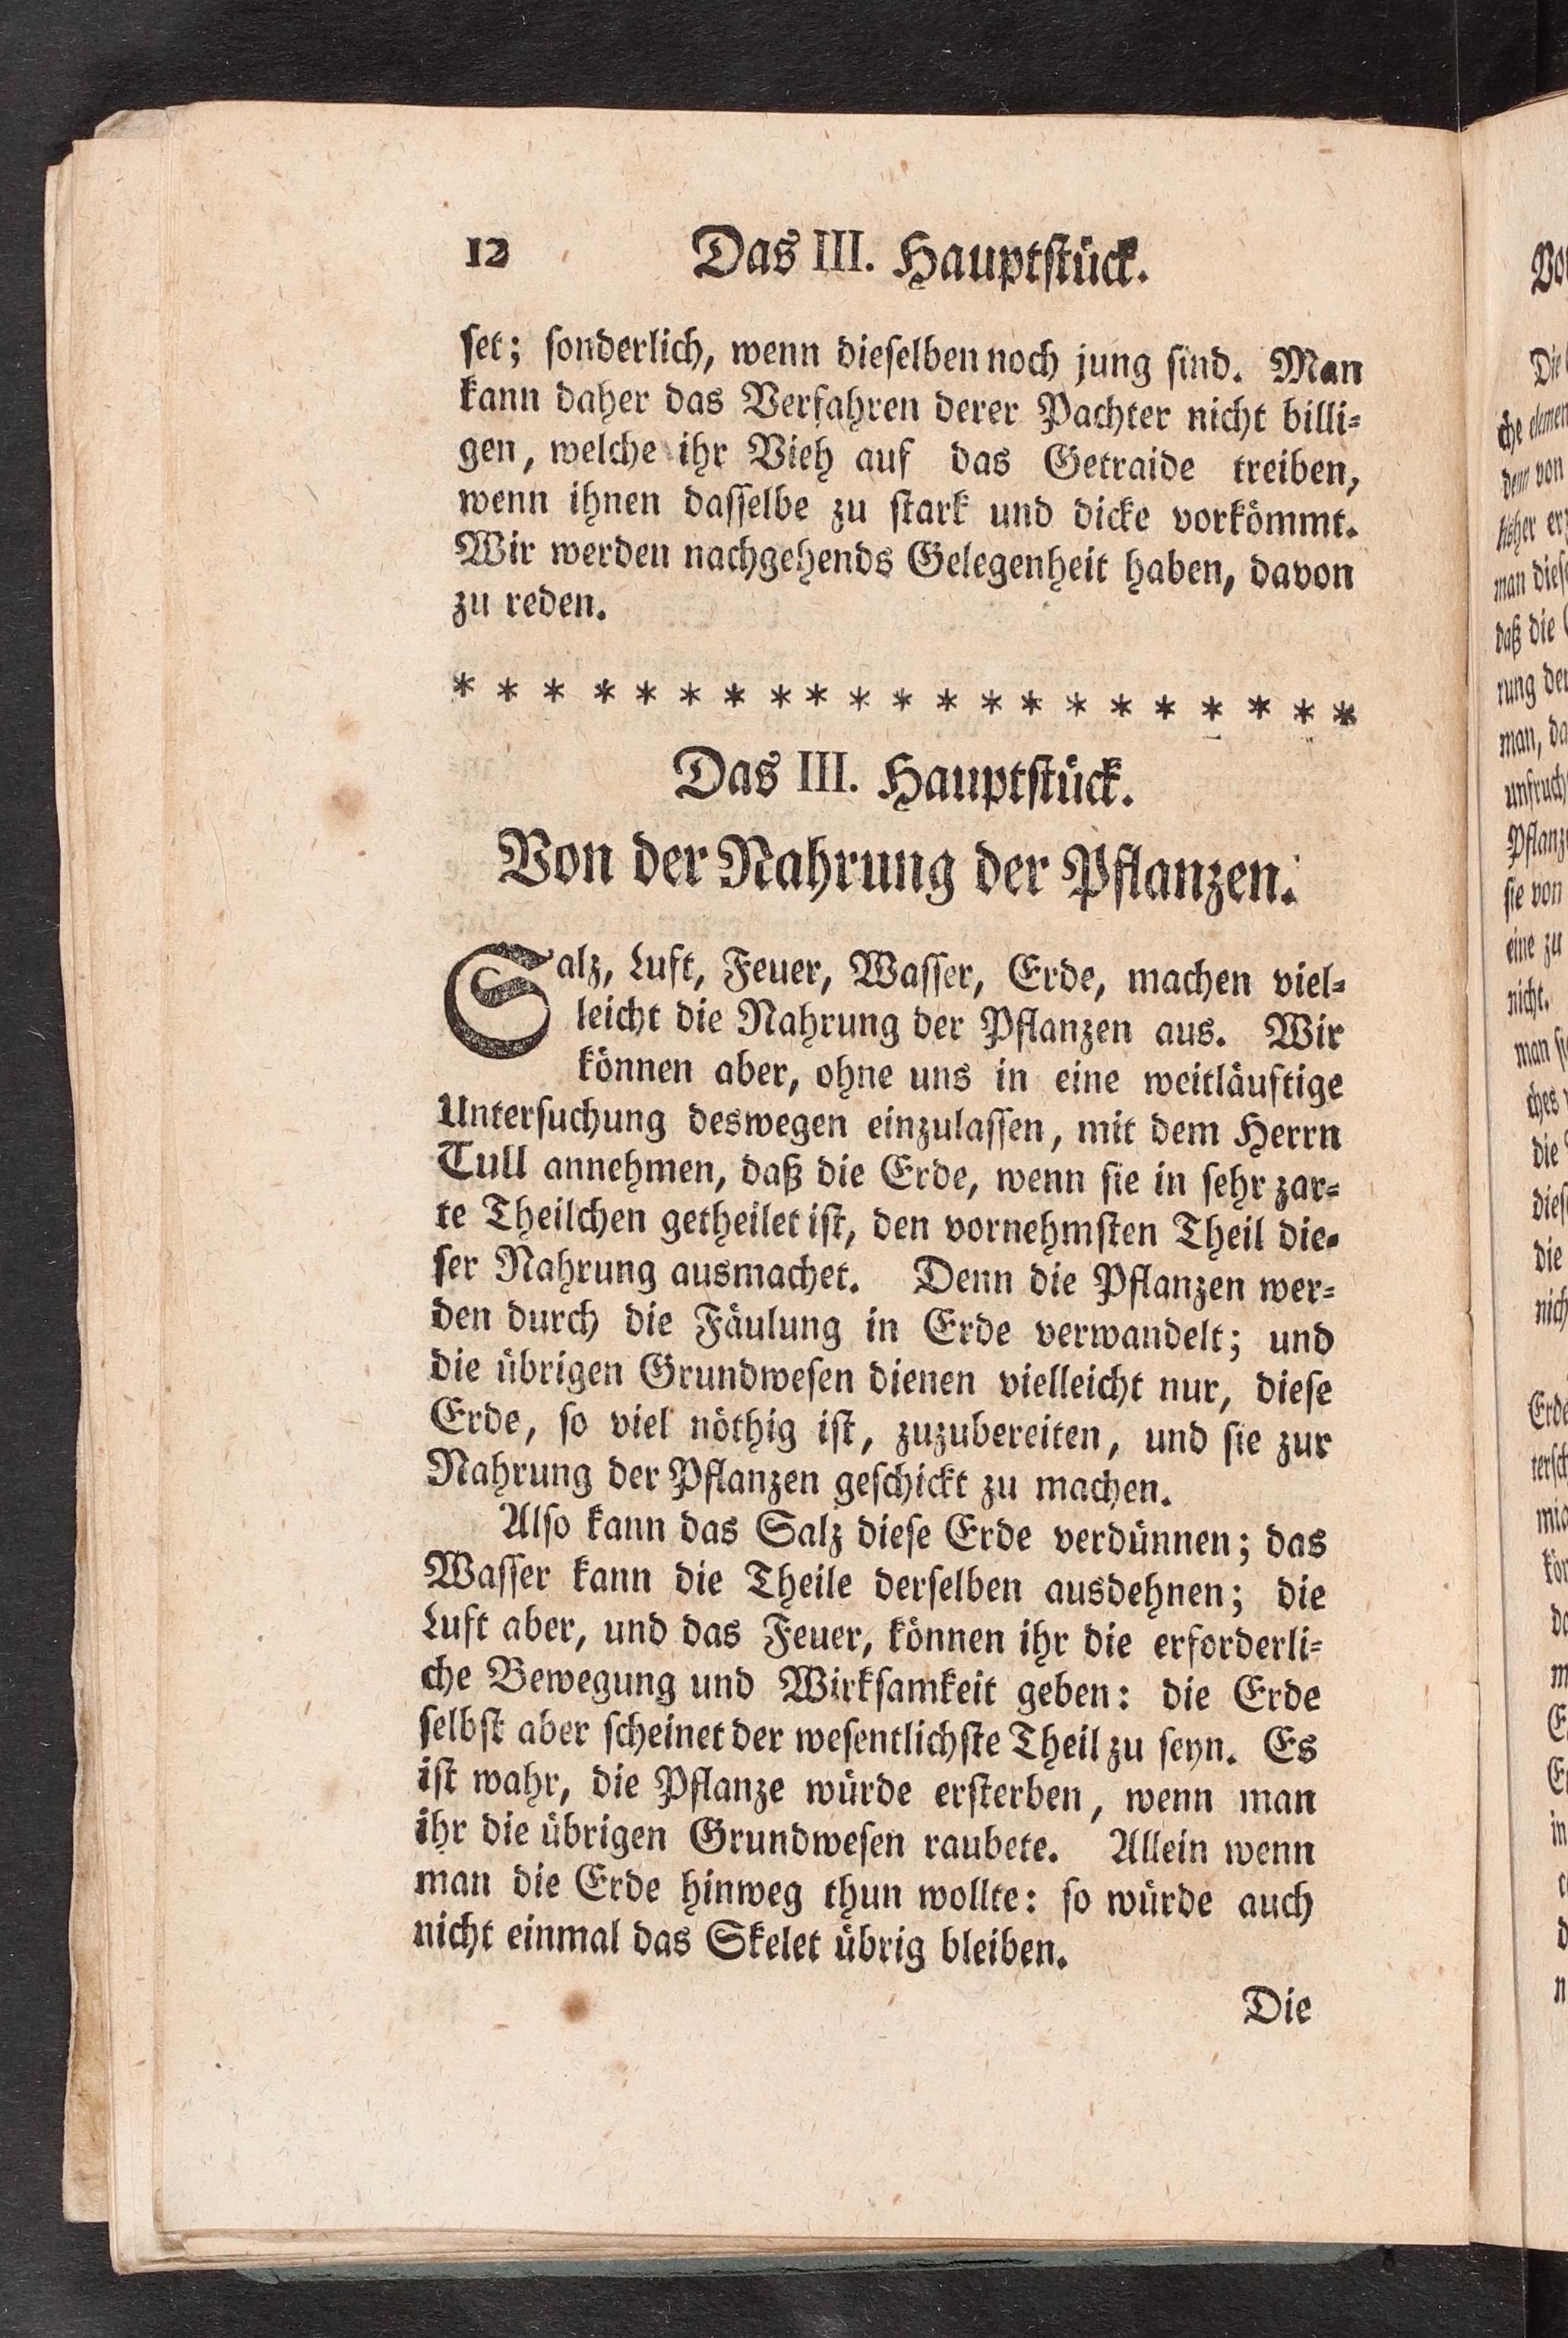 12 Das III. Hauptstück.
set; sonderlich, wenn dieselben noch jung sind. Man
kann daher das Verfahren derer Pachter nicht billi-
gen, welche ihr Vieh auf das Getraide treiben,
wenn ihnen dasselbe zu stark und dicke vorkömmt.
Wir werden nachgehends Gelegenheit haben, davon
zu reden.
* * * * * * * * * * * * * * * * * * * * *
Das III. Hauptstück.
Von der Nahrung der Pflanzen.
Salz, Luft, Feuer, Wasser, Erde, machen viel-
leicht die Nahrung der Pflanzen aus. Wir
können aber, ohne uns in eine weitläuftige
Untersuchung deswegen einzulassen, mit dem Herrn
Tull annehmen, daß die Erde, wenn sie in sehr zar-
te Theilchen getheilet ist, den vornehmsten Theil die-
ser Nahrung ausmachet. Denn die Pflanzen wer-
den durch die Fäulung in Erde verwandelt; und
die übrigen Grundwesen dienen vielleicht nur, diese
Erde, so viel nöthig ist, zuzubereiten, und sie zur
Nahrung der Pflanzen geschickt zu machen.
Also kann das Salz diese Erde verdünnen; das
Wasser kann die Theile derselben ausdehnen; die
Luft aber, und das Feuer, können ihr die erforderli-
che Bewegung und Wirksamkeit geben: die Erde
selbst aber scheinet der wesentlichste Theil zu seyn. Es
ist wahr, die Pflanze würde ersterben, wenn man
ihr die übrigen Grundwesen raubete. Allein wenn
man die Erde hinweg thun wollte: so würde auch
nicht einmal das Skelet übrig bleiben.
Die